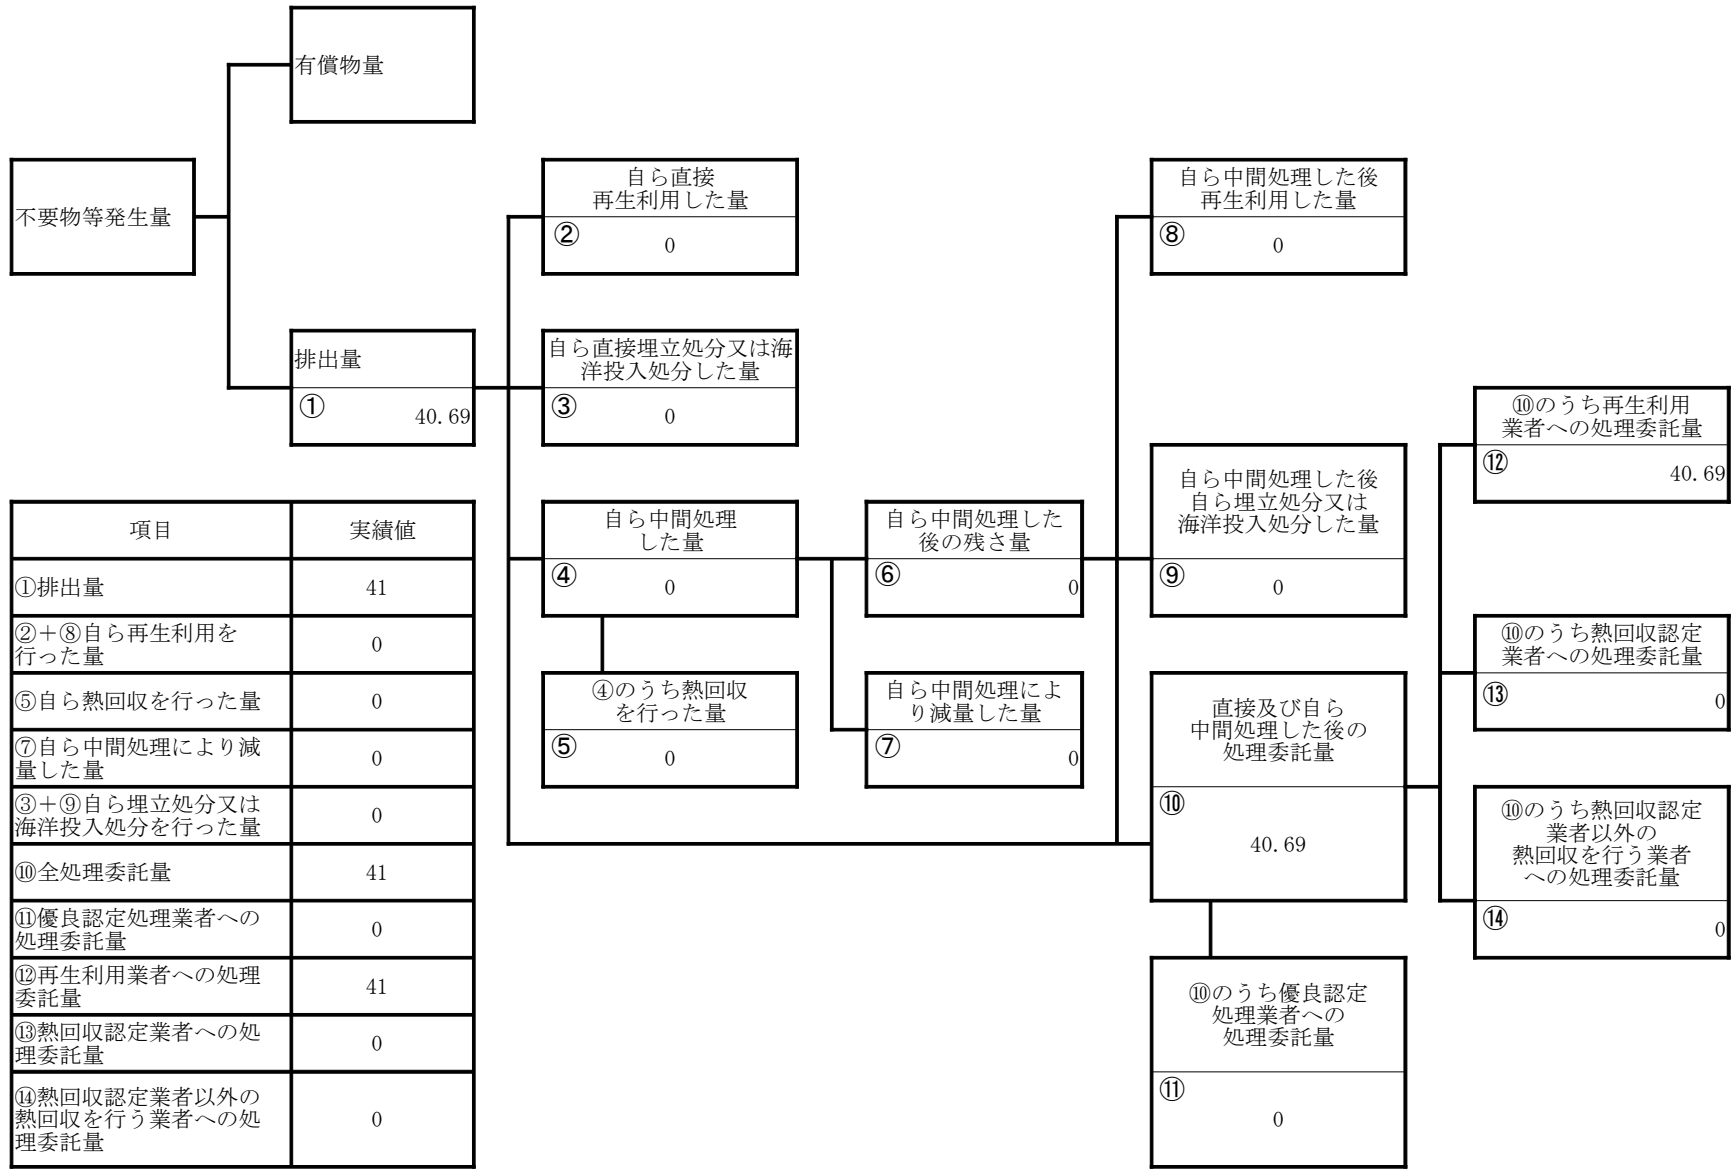 有償物量
不要物等発生量
排出量
①
40.69
自ら直接
再生利用した量
②
0
自ら直接埋立処分又は海
洋投入処分した量
③
0
自ら中間処理
した量
④
0
④のうち熱回収
を行った量
⑤
0
自ら中間処理した
後の残さ量
⑥
0
自ら中間処理によ
り減量した量
⑦
0
自ら中間処理した後
再生利用した量
⑧
0
自ら中間処理した後
自ら埋立処分又は
海洋投入処分した量
⑨
0
直接及び自ら
中間処理した後の
処理委託量
⑩
40.69
⑩のうち優良認定
処理業者への
処理委託量
⑪
0
⑩のうち再生利用
業者への処理委託量
⑫
40.69
⑩のうち熱回収認定
業者への処理委託量
⑬
0
⑩のうち熱回収認定
業者以外の
熱回収を行う業者
への処理委託量
⑭
0
項目 実績値
①排出量 41
②＋⑧自ら再生利用を
行った量
0
⑤自ら熱回収を行った量 0
⑦自ら中間処理により減
量した量
0
③＋⑨自ら埋立処分又は
海洋投入処分を行った量
0
⑩全処理委託量 41
⑪優良認定処理業者への
処理委託量
0
⑫再生利用業者への処理
委託量
41
⑬熱回収認定業者への処
理委託量
0
⑭熱回収認定業者以外の
熱回収を行う業者への処
理委託量
0